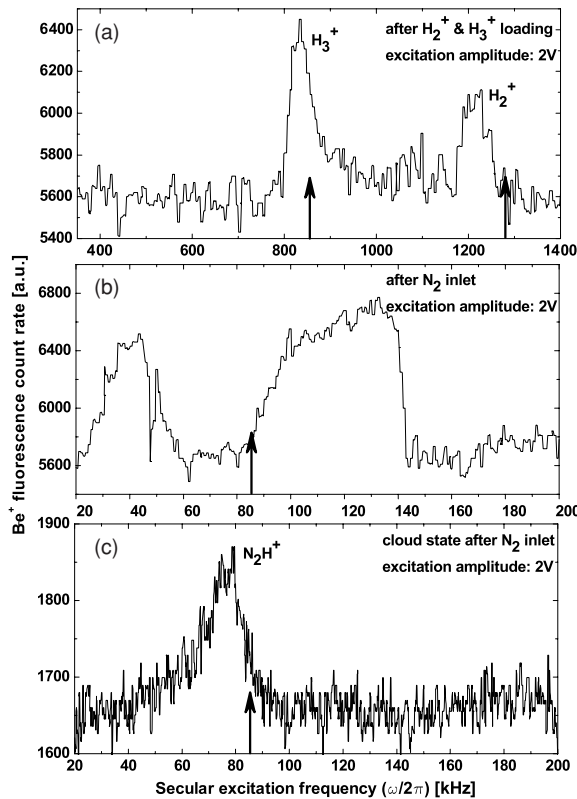 Be⁺ fluorescence count rate [a.u.]
(a)
H₃⁺
H₂⁺
after H₂⁺ & H₃⁺ loading
excitation amplitude: 2V
6400
6200
6000
5800
5600
5400
400 600 800 1000 1200 1400
(b)
after N₂ inlet
excitation amplitude: 2V
6800
6400
6000
5600
20 40 60 80 100 120 140 160 180 200
(c)
N₂H⁺
cloud state after N₂ inlet
excitation amplitude: 2V
1900
1800
1700
1600
20 40 60 80 100 120 140 160 180 200
Secular excitation frequency (ω/2π) [kHz]